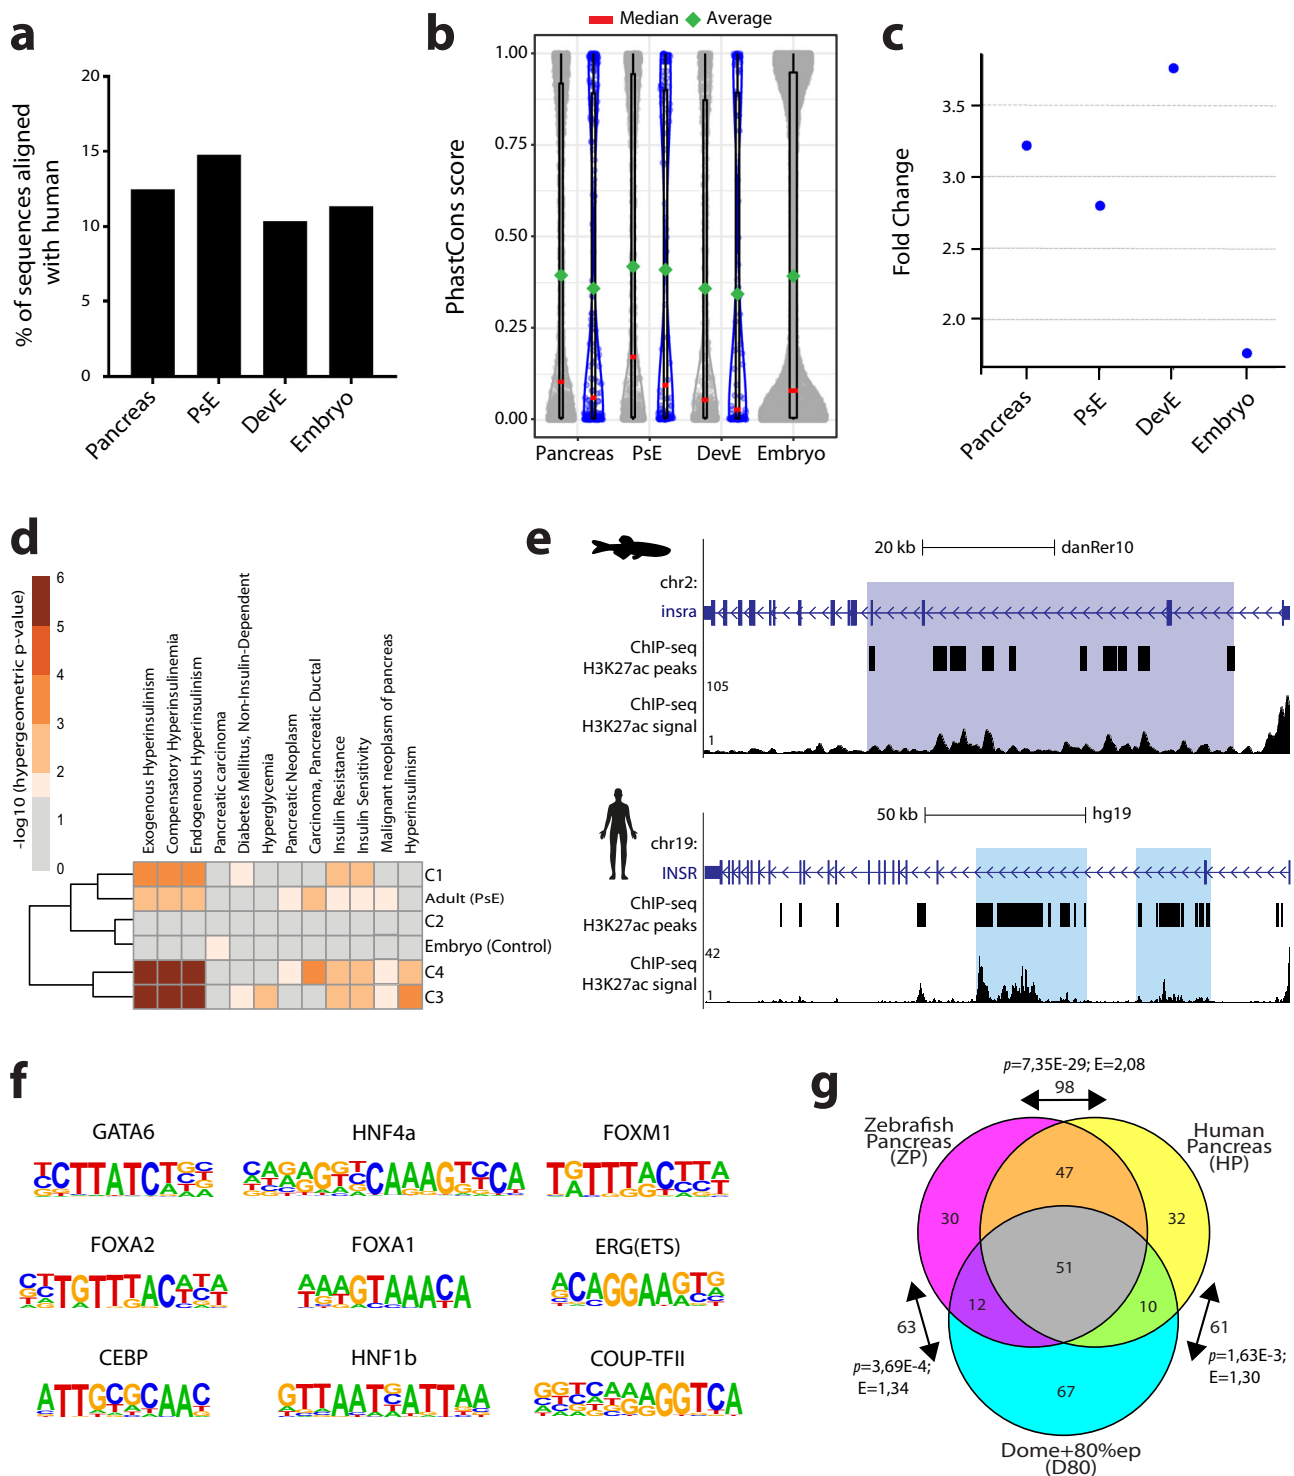 a
% of sequences aligned
with human
20
15
10
5
0
Pancreas
PsE
DevE
Embryo
b
Median
Average
PhastCons score
1.00
0.75
0.50
0.25
0.00
Pancreas
PsE
DevE
Embryo
c
Fold Change
3.5
3.0
2.5
2.0
Pancreas
PsE
DevE
Embryo
d
-log10 (hypergeometric p-value)
6
5
4
3
2
1
0
Exogenous Hyperinsulinism
Compensatory Hyperinsulinemia
Endogenous Hyperinsulinism
Pancreatic carcinoma
Diabetes Mellitus, Non-Insulin-Dependent
Hyperglycemia
Pancreatic Neoplasm
Carcinoma, Pancreatic Ductal
Insulin Resistance
Insulin Sensitivity
Malignant neoplasm of pancreas
Hyperinsulinism
C1
Adult (PsE)
C2
Embryo (Control)
C4
C3
e
20 kb
danRer10
chr2:
insra
ChIP-seq
H3K27ac peaks
105
ChIP-seq
H3K27ac signal
1
50 kb
hg19
chr19:
INSR
ChIP-seq
H3K27ac peaks
42
ChIP-seq
H3K27ac signal
1
f
GATA6
HNF4a
FOXM1
FOXA2
FOXA1
ERG(ETS)
CEBP
HNF1b
COUP-TFII
g
p=7,35E-29; E=2,08
98
Zebrafish
Pancreas
(ZP)
Human
Pancreas
(HP)
47
30
32
51
12
10
63
61
p=3,69E-4;
E=1,34
p=1,63E-3;
E=1,30
67
Dome+80%ep
(D80)